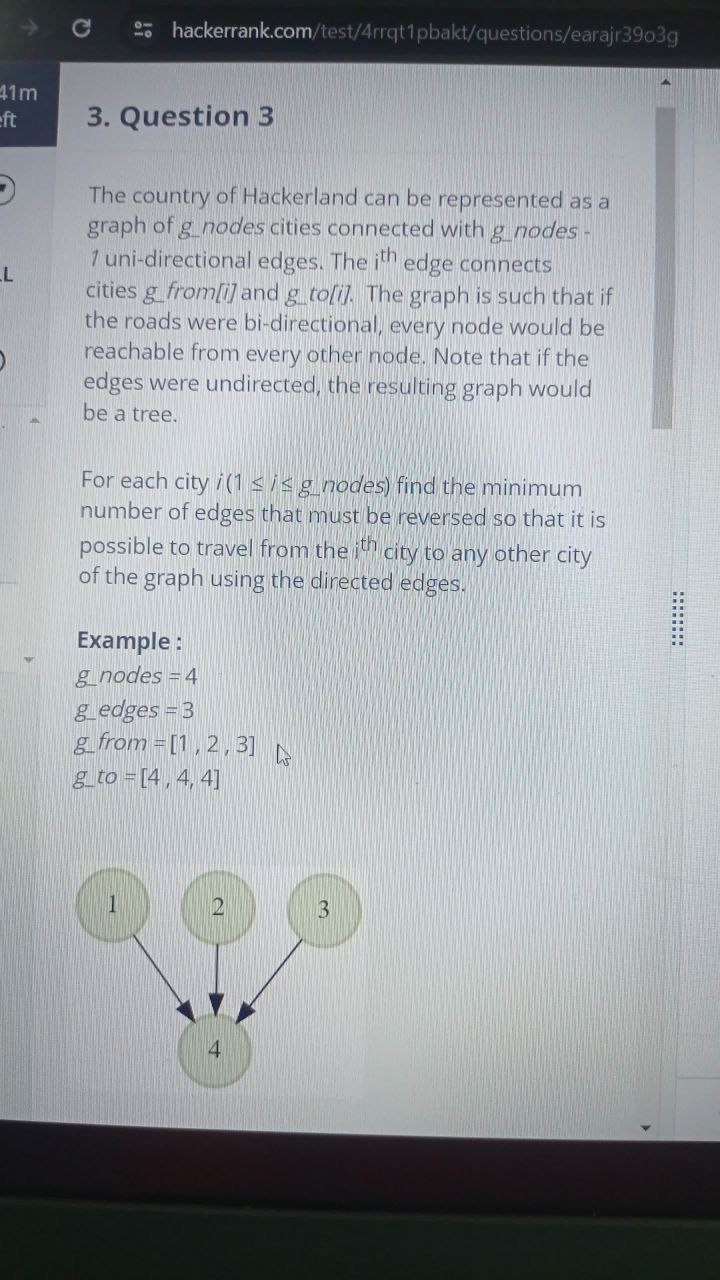 hackerrank.com/test/4rrqt1pbakt/questions/earajr39o3g
41m
eft
3. Question 3
The country of Hackerland can be represented as a
graph of g_nodes cities connected with g_nodes -
1 uni-directional edges. The ith edge connects
cities g_from[i] and g_to[i]. The graph is such that if
the roads were bi-directional, every node would be
reachable from every other node. Note that if the
edges were undirected, the resulting graph would
be a tree.
For each city i (1 ≤ i ≤ g_nodes) find the minimum
number of edges that must be reversed so that it is
possible to travel from the ith city to any other city
of the graph using the directed edges.
Example :
g_nodes = 4
g_edges = 3
g_from = [1 , 2 , 3]
g_to = [4 , 4, 4]
1 2 3
4